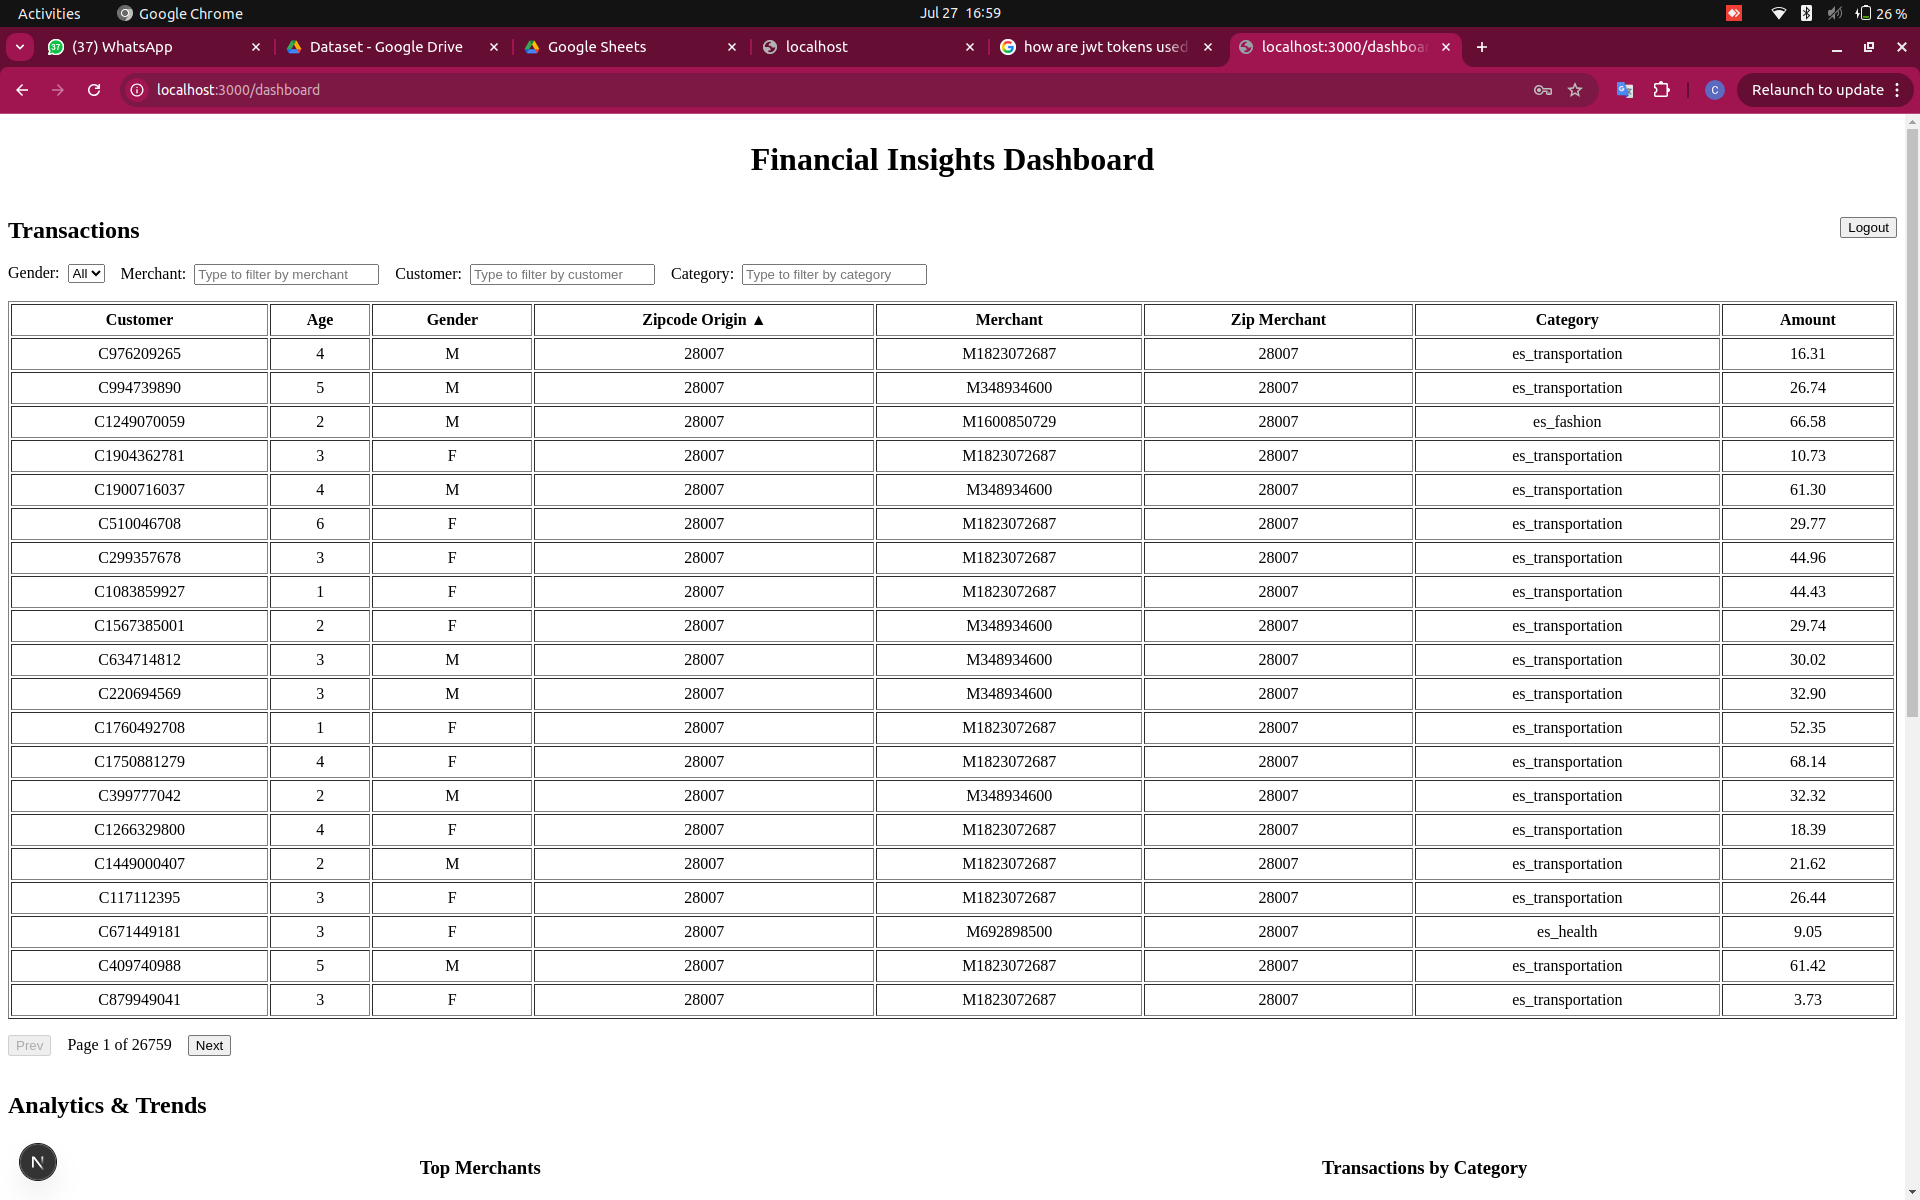 Activities Google Chrome Jul 27 16:59 26 %
(37) WhatsApp Dataset - Google Drive Google Sheets localhost how are jwt tokens used localhost:3000/dashboar
localhost:3000/dashboard C Relaunch to update
Financial Insights Dashboard
Transactions Logout
Gender: All Merchant: Type to filter by merchant Customer: Type to filter by customer Category: Type to filter by category
Customer Age Gender Zipcode Origin ▲ Merchant Zip Merchant Category Amount
C976209265 4 M 28007 M1823072687 28007 es_transportation 16.31
C994739890 5 M 28007 M348934600 28007 es_transportation 26.74
C1249070059 2 M 28007 M1600850729 28007 es_fashion 66.58
C1904362781 3 F 28007 M1823072687 28007 es_transportation 10.73
C1900716037 4 M 28007 M348934600 28007 es_transportation 61.30
C510046708 6 F 28007 M1823072687 28007 es_transportation 29.77
C299357678 3 F 28007 M1823072687 28007 es_transportation 44.96
C1083859927 1 F 28007 M1823072687 28007 es_transportation 44.43
C1567385001 2 F 28007 M348934600 28007 es_transportation 29.74
C634714812 3 M 28007 M348934600 28007 es_transportation 30.02
C220694569 3 M 28007 M348934600 28007 es_transportation 32.90
C1760492708 1 F 28007 M1823072687 28007 es_transportation 52.35
C1750881279 4 F 28007 M1823072687 28007 es_transportation 68.14
C399777042 2 M 28007 M348934600 28007 es_transportation 32.32
C1266329800 4 F 28007 M1823072687 28007 es_transportation 18.39
C1449000407 2 M 28007 M1823072687 28007 es_transportation 21.62
C117112395 3 F 28007 M1823072687 28007 es_transportation 26.44
C671449181 3 F 28007 M692898500 28007 es_health 9.05
C409740988 5 M 28007 M1823072687 28007 es_transportation 61.42
C879949041 3 F 28007 M1823072687 28007 es_transportation 3.73
Prev Page 1 of 26759 Next
Analytics & Trends
N
Top Merchants Transactions by Category